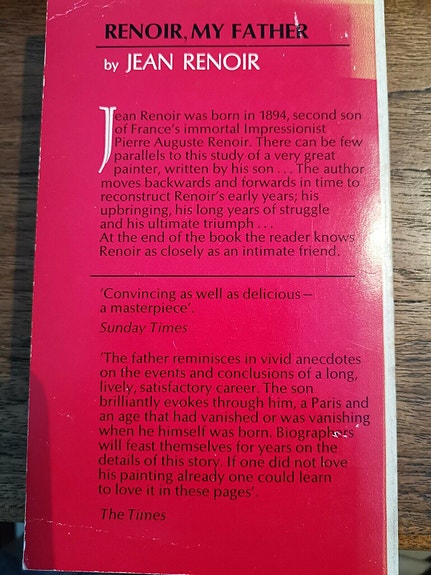 RENOIR, MY FATHER
by JEAN RENOIR
Jean Renoir was born in 1894, second son
of France's immortal Impressionist
Pierre Auguste Renoir. There can be few
parallels to this study of a very great
painter, written by his son ... The author
moves backwards and forwards in time to
reconstruct Renoir's early years; his
upbringing, his long years of struggle
and his ultimate triumph ...
At the end of the book the reader knows
Renoir as closely as an intimate friend.
'Convincing as well as delicious –
a masterpiece'.
Sunday Times
'The father reminisces in vivid anecdotes
on the events and conclusions of a long,
lively, satisfactory career. The son
brilliantly evokes through him, a Paris and
an age that had vanished or was vanishing
when he himself was born. Biographers
will feast themselves for years on the
details of this story. If one did not love
his painting already one could learn
to love it in these pages'.
The Times